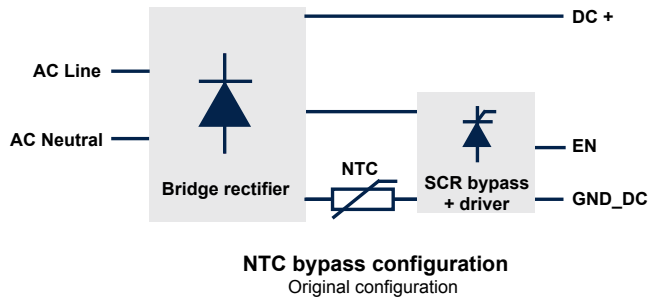 DC +
AC Line
AC Neutral
EN
NTC
Bridge rectifier
SCR bypass
+ driver
GND_DC
NTC bypass configuration
Original configuration